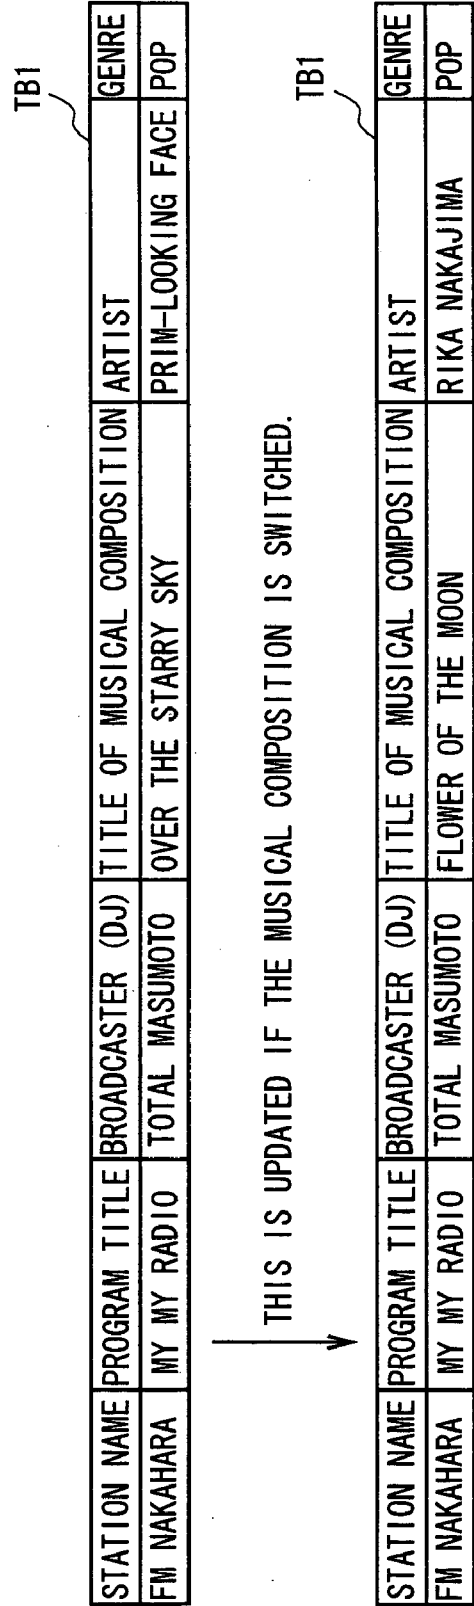 TB1
STATION NAME PROGRAM TITLE BROADCASTER (DJ) TITLE OF MUSICAL COMPOSITION ARTIST GENRE
FM NAKAHARA MY MY RADIO TOTAL MASUMOTO OVER THE STARRY SKY PRIM-LOOKING FACE POP
THIS IS UPDATED IF THE MUSICAL COMPOSITION IS SWITCHED.
TB1
STATION NAME PROGRAM TITLE BROADCASTER (DJ) TITLE OF MUSICAL COMPOSITION ARTIST GENRE
FM NAKAHARA MY MY RADIO TOTAL MASUMOTO FLOWER OF THE MOON RIKA NAKAJIMA POP